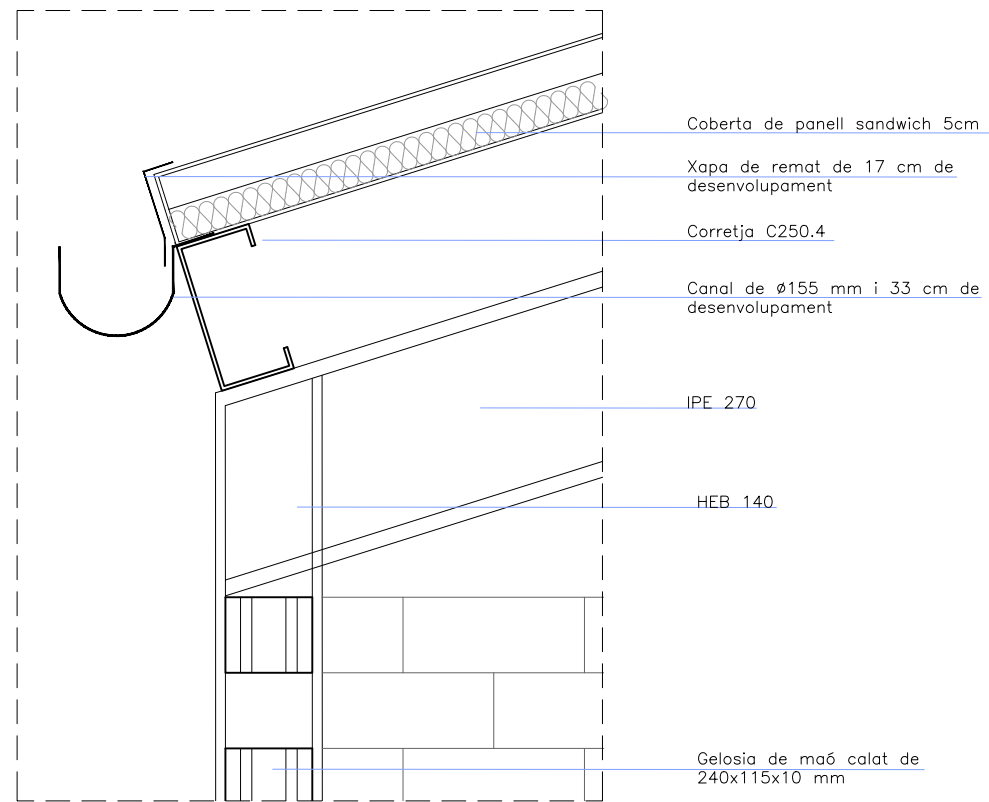 Coberta de panell sandwich 5cm
Xapa de remat de 17 cm de
desenvolupament
Corretja C250.4
Canal de Ø155 mm i 33 cm de
desenvolupament
IPE 270
HEB 140
Gelosia de maó calat de
240x115x10 mm